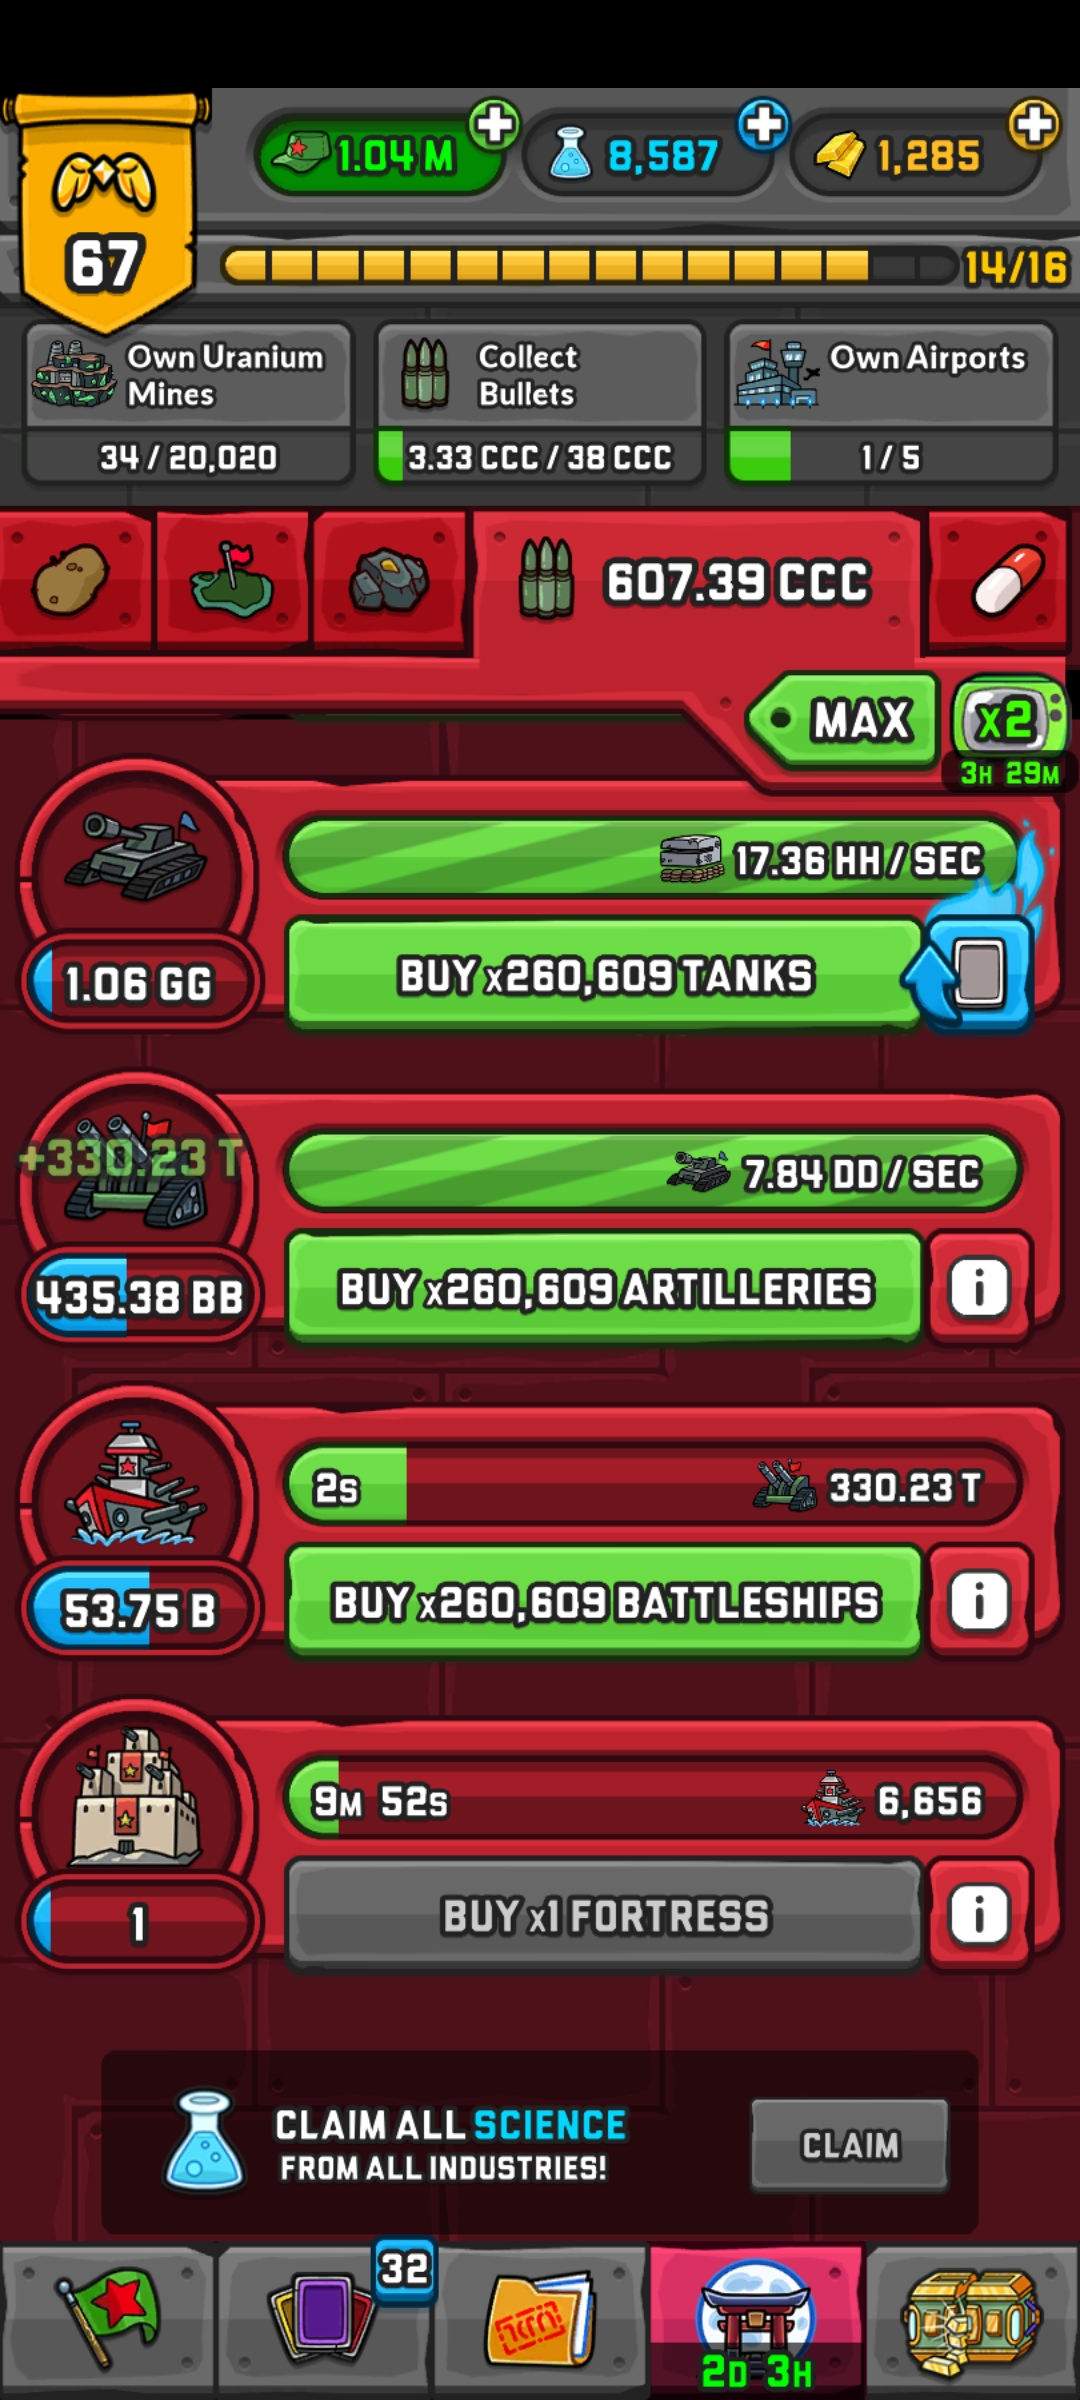 67
1.04 M
8,587
1,285
14/16
Own Uranium
Mines
34 / 20,020
Collect
Bullets
3.33 CCC / 38 CCC
Own Airports
1 / 5
607.39 CCC
MAX
x2
3H 29M
17.36 HH / SEC
1.06 GG
BUY x260,609 TANKS
+330.23 T
7.84 DD / SEC
435.38 BB
BUY x260,609 ARTILLERIES
i
2S
330.23 T
53.75 B
BUY x260,609 BATTLESHIPS
i
9M 52S
6,656
1
BUY x1 FORTRESS
i
CLAIM ALL SCIENCE
FROM ALL INDUSTRIES!
CLAIM
32
2D 3H